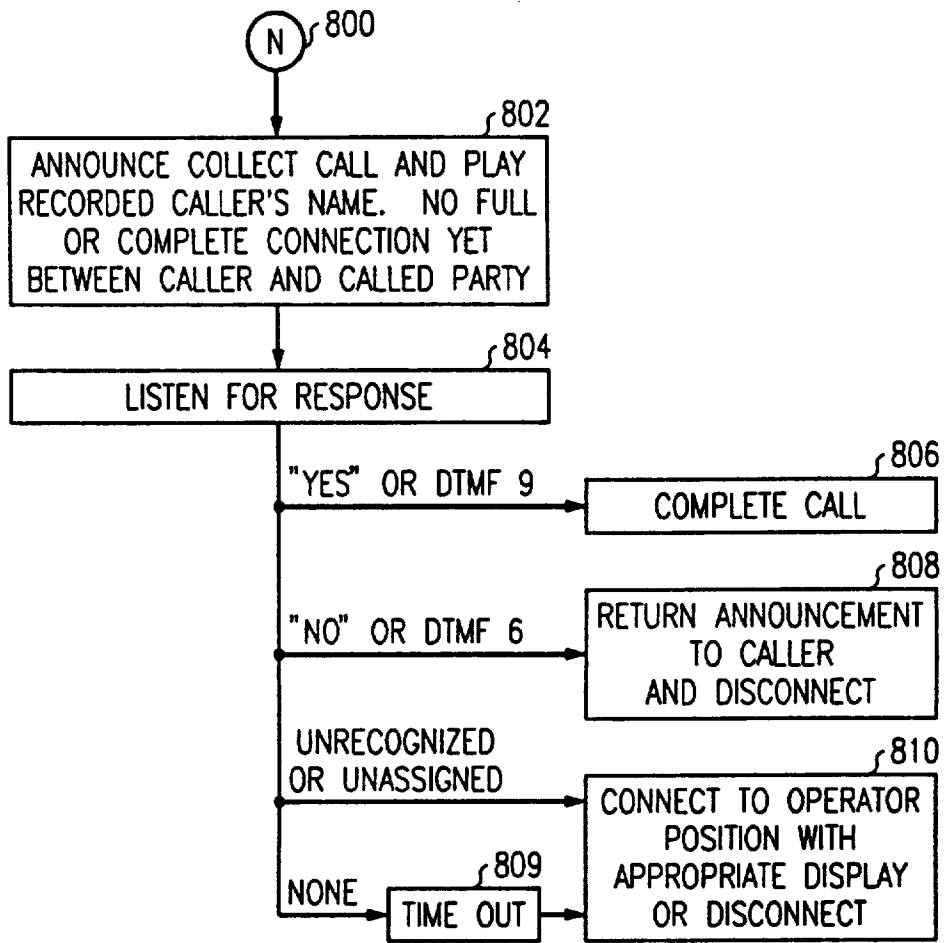 N
800
802
ANNOUNCE COLLECT CALL AND PLAY
RECORDED CALLER'S NAME. NO FULL
OR COMPLETE CONNECTION YET
BETWEEN CALLER AND CALLED PARTY
804
LISTEN FOR RESPONSE
"YES" OR DTMF 9
806
COMPLETE CALL
"NO" OR DTMF 6
808
RETURN ANNOUNCEMENT
TO CALLER
AND DISCONNECT
UNRECOGNIZED
OR UNASSIGNED
810
CONNECT TO OPERATOR
POSITION WITH
APPROPRIATE DISPLAY
OR DISCONNECT
NONE
809
TIME OUT